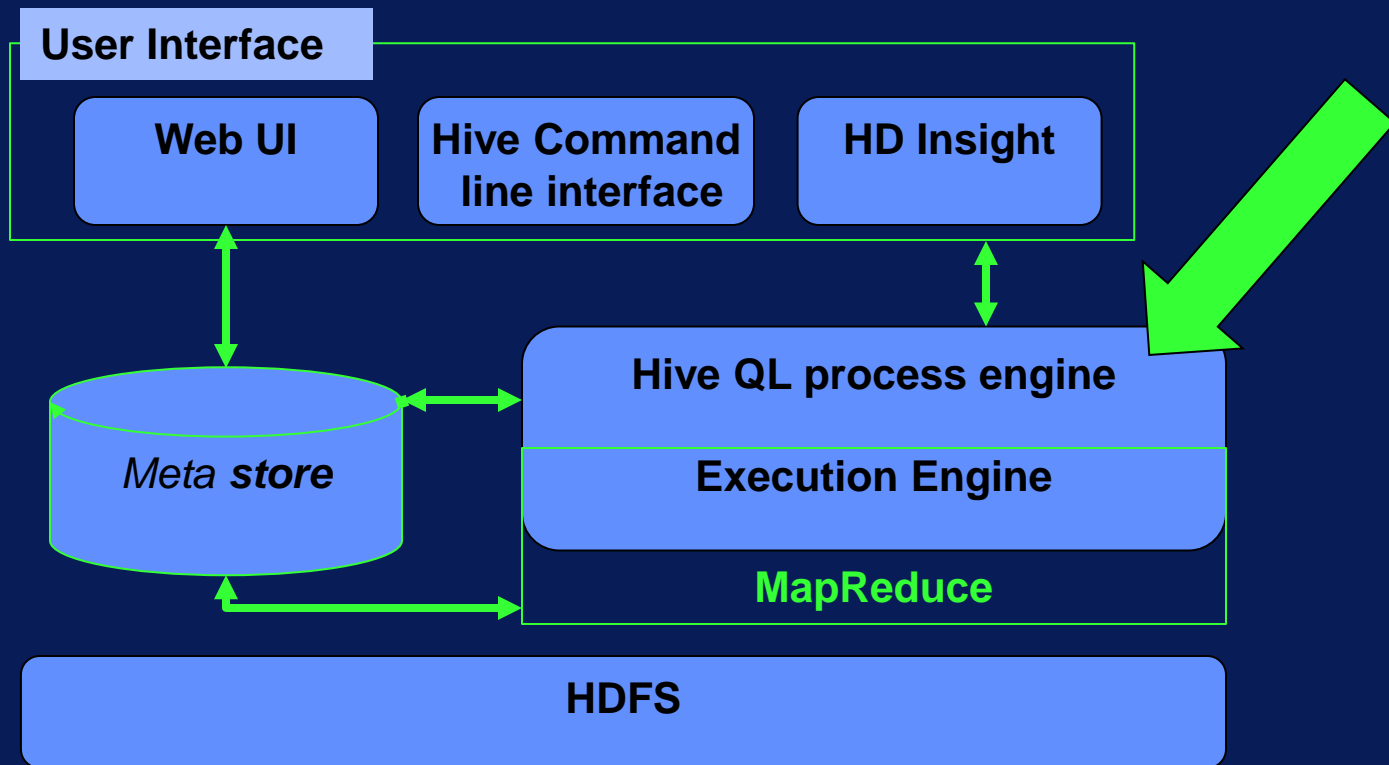 User Interface
Web UI
Hive Command
line interface
HD Insight
Hive QL process engine
Meta store
Execution Engine
MapReduce
HDFS